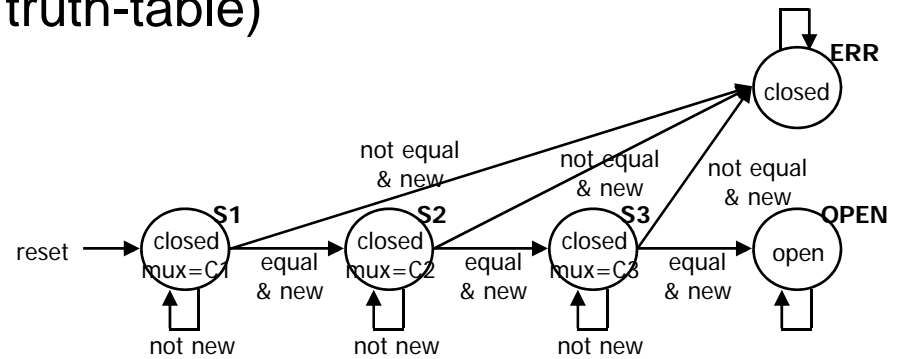 truth-table)
ERR
closed
not equal
& new
not equal
& new
not equal
& new
S1
S2
S3
OPEN
reset
closed
mux=C1
equal
& new
closed
mux=C2
equal
& new
closed
mux=C3
equal
& new
open
not new
not new
not new